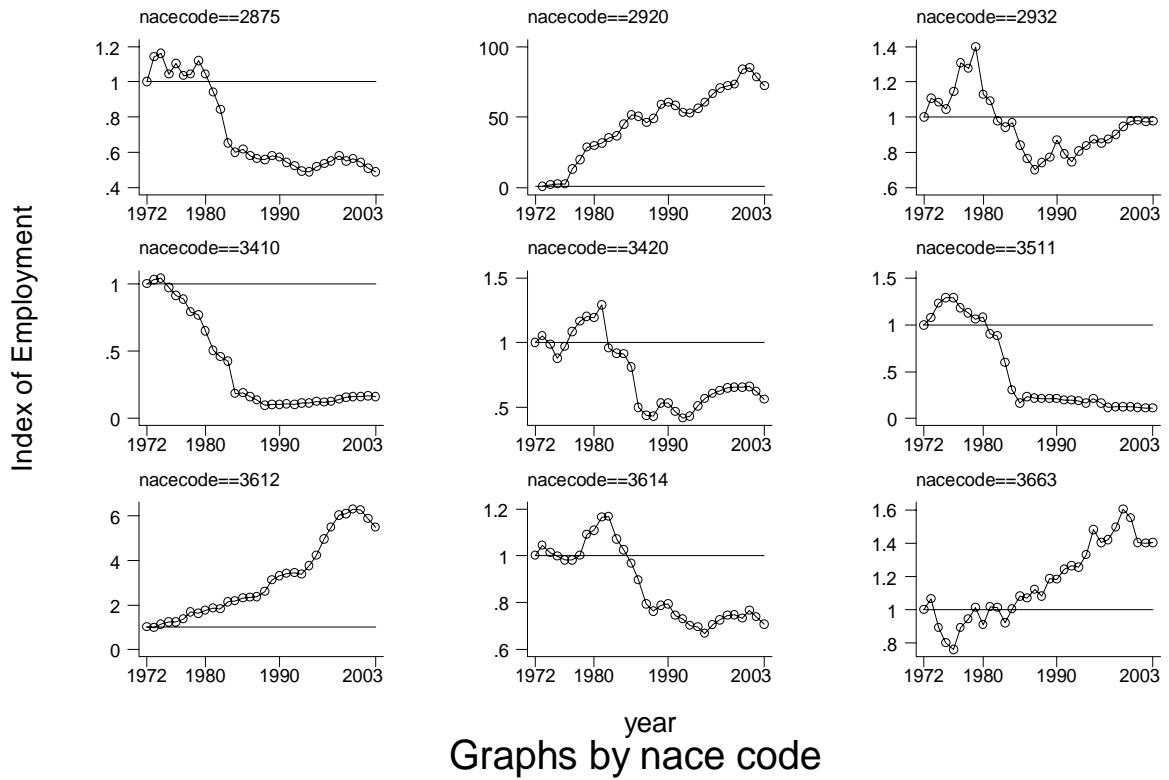 nacecode==2875 nacecode==2920 nacecode==2932
1.2 100 1.4
1 50 1.2
.8 0 1
.6 .8
.4 .6
1972 1980 1990 2003 1972 1980 1990 2003 1972 1980 1990 2003
nacecode==3410 nacecode==3420 nacecode==3511
1 1.5 1.5
.5 1 1
0 .5 .5
0
1972 1980 1990 2003 1972 1980 1990 2003 1972 1980 1990 2003
nacecode==3612 nacecode==3614 nacecode==3663
6 1.2 1.6
4 1 1.4
2 .8 1.2
0 .6 1
.8
1972 1980 1990 2003 1972 1980 1990 2003 1972 1980 1990 2003
Index of Employment
year
Graphs by nace code